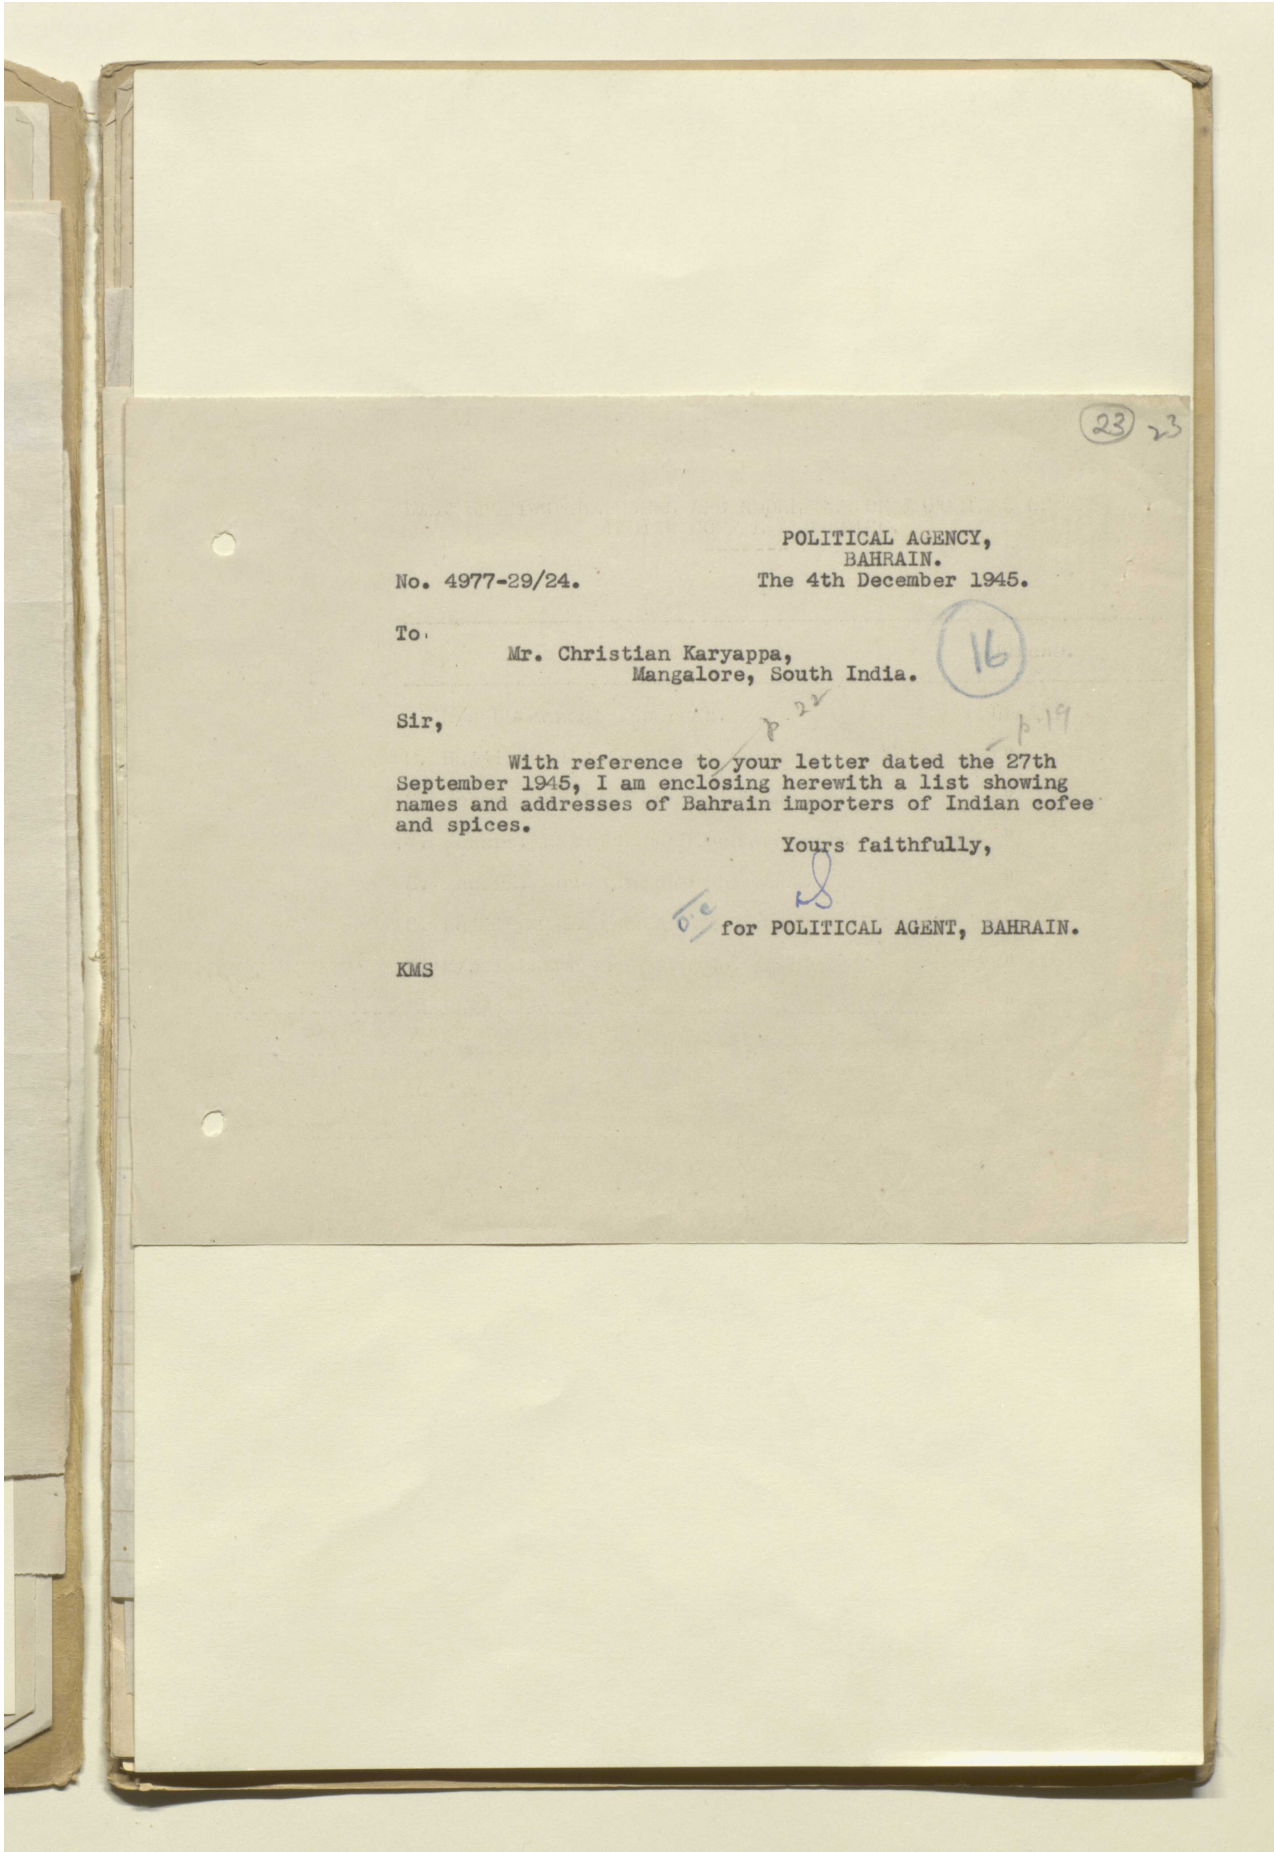 23 23
POLITICAL AGENCY,
BAHRAIN.
No. 4977-29/24. The 4th December 1945.
To.
Mr. Christian Karyappa,
Mangalore, South India.
16
Sir,
p. 22
p. 19
With reference to your letter dated the 27th
September 1945, I am enclosing herewith a list showing
names and addresses of Bahrain importers of Indian cofee
and spices.
Yours faithfully,
o.c
for POLITICAL AGENT, BAHRAIN.
KMS